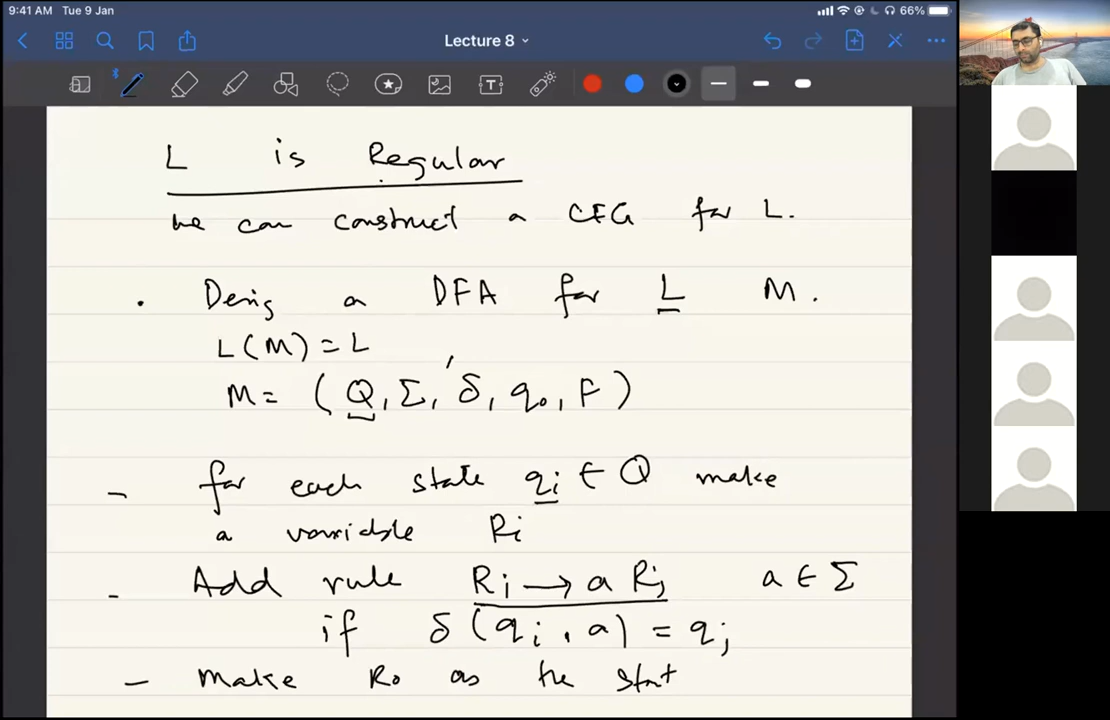 9:41 AM Tue 9 Jan
66%
Lecture 8
L is Regular
we can construct a CFG for L.
. Desig a DFA for L M.
L(M) = L
M = (Q, Σ, δ, q₀, F)
- for each state qi ∈ Q make
a variable Ri
- Add rule Ri → a Rj a ∈ Σ
if δ(qi, a) = qj
- Make R₀ as the start